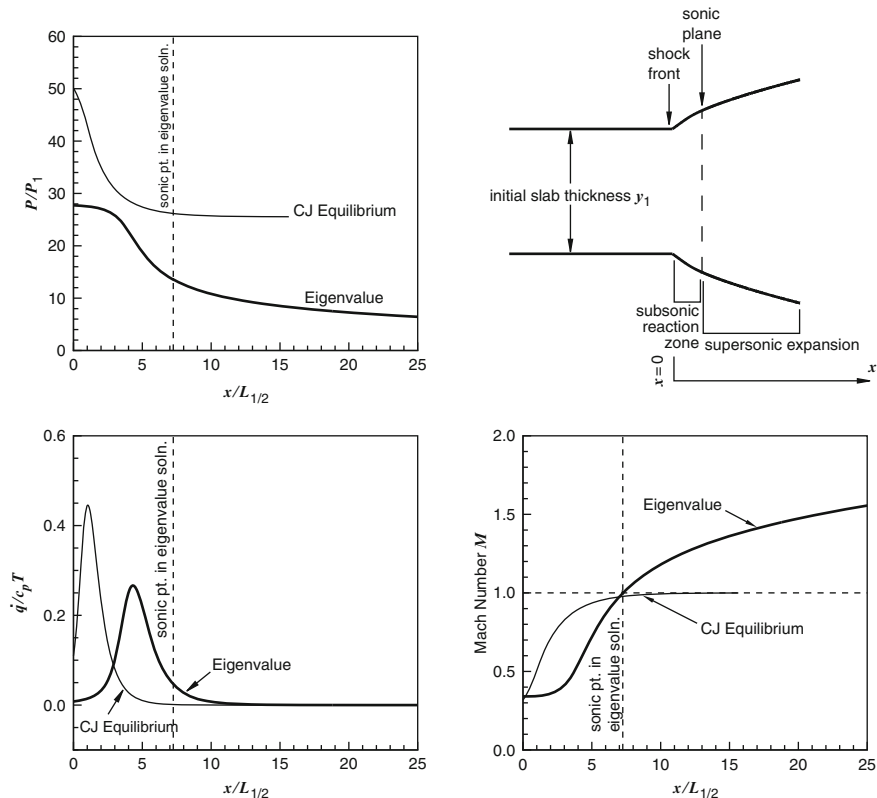 60
50
40
30
20
10
0
P/P1
sonic pt. in eigenvalue soln.
CJ Equilibrium
Eigenvalue
0 5 10 15 20 25
x/L1/2
sonic
plane
shock
front
initial slab thickness y1
subsonic
reaction
zone
supersonic expansion
x=0
x
0.6
0.4
0.2
0.0
q̇/cpT
sonic pt. in eigenvalue soln.
Eigenvalue
CJ Equilibrium
0 5 10 15 20 25
x/L1/2
2.0
1.5
1.0
0.5
0.0
Mach Number M
Eigenvalue
CJ Equilibrium
sonic pt. in
eigenvalue soln.
0 5 10 15 20 25
x/L1/2